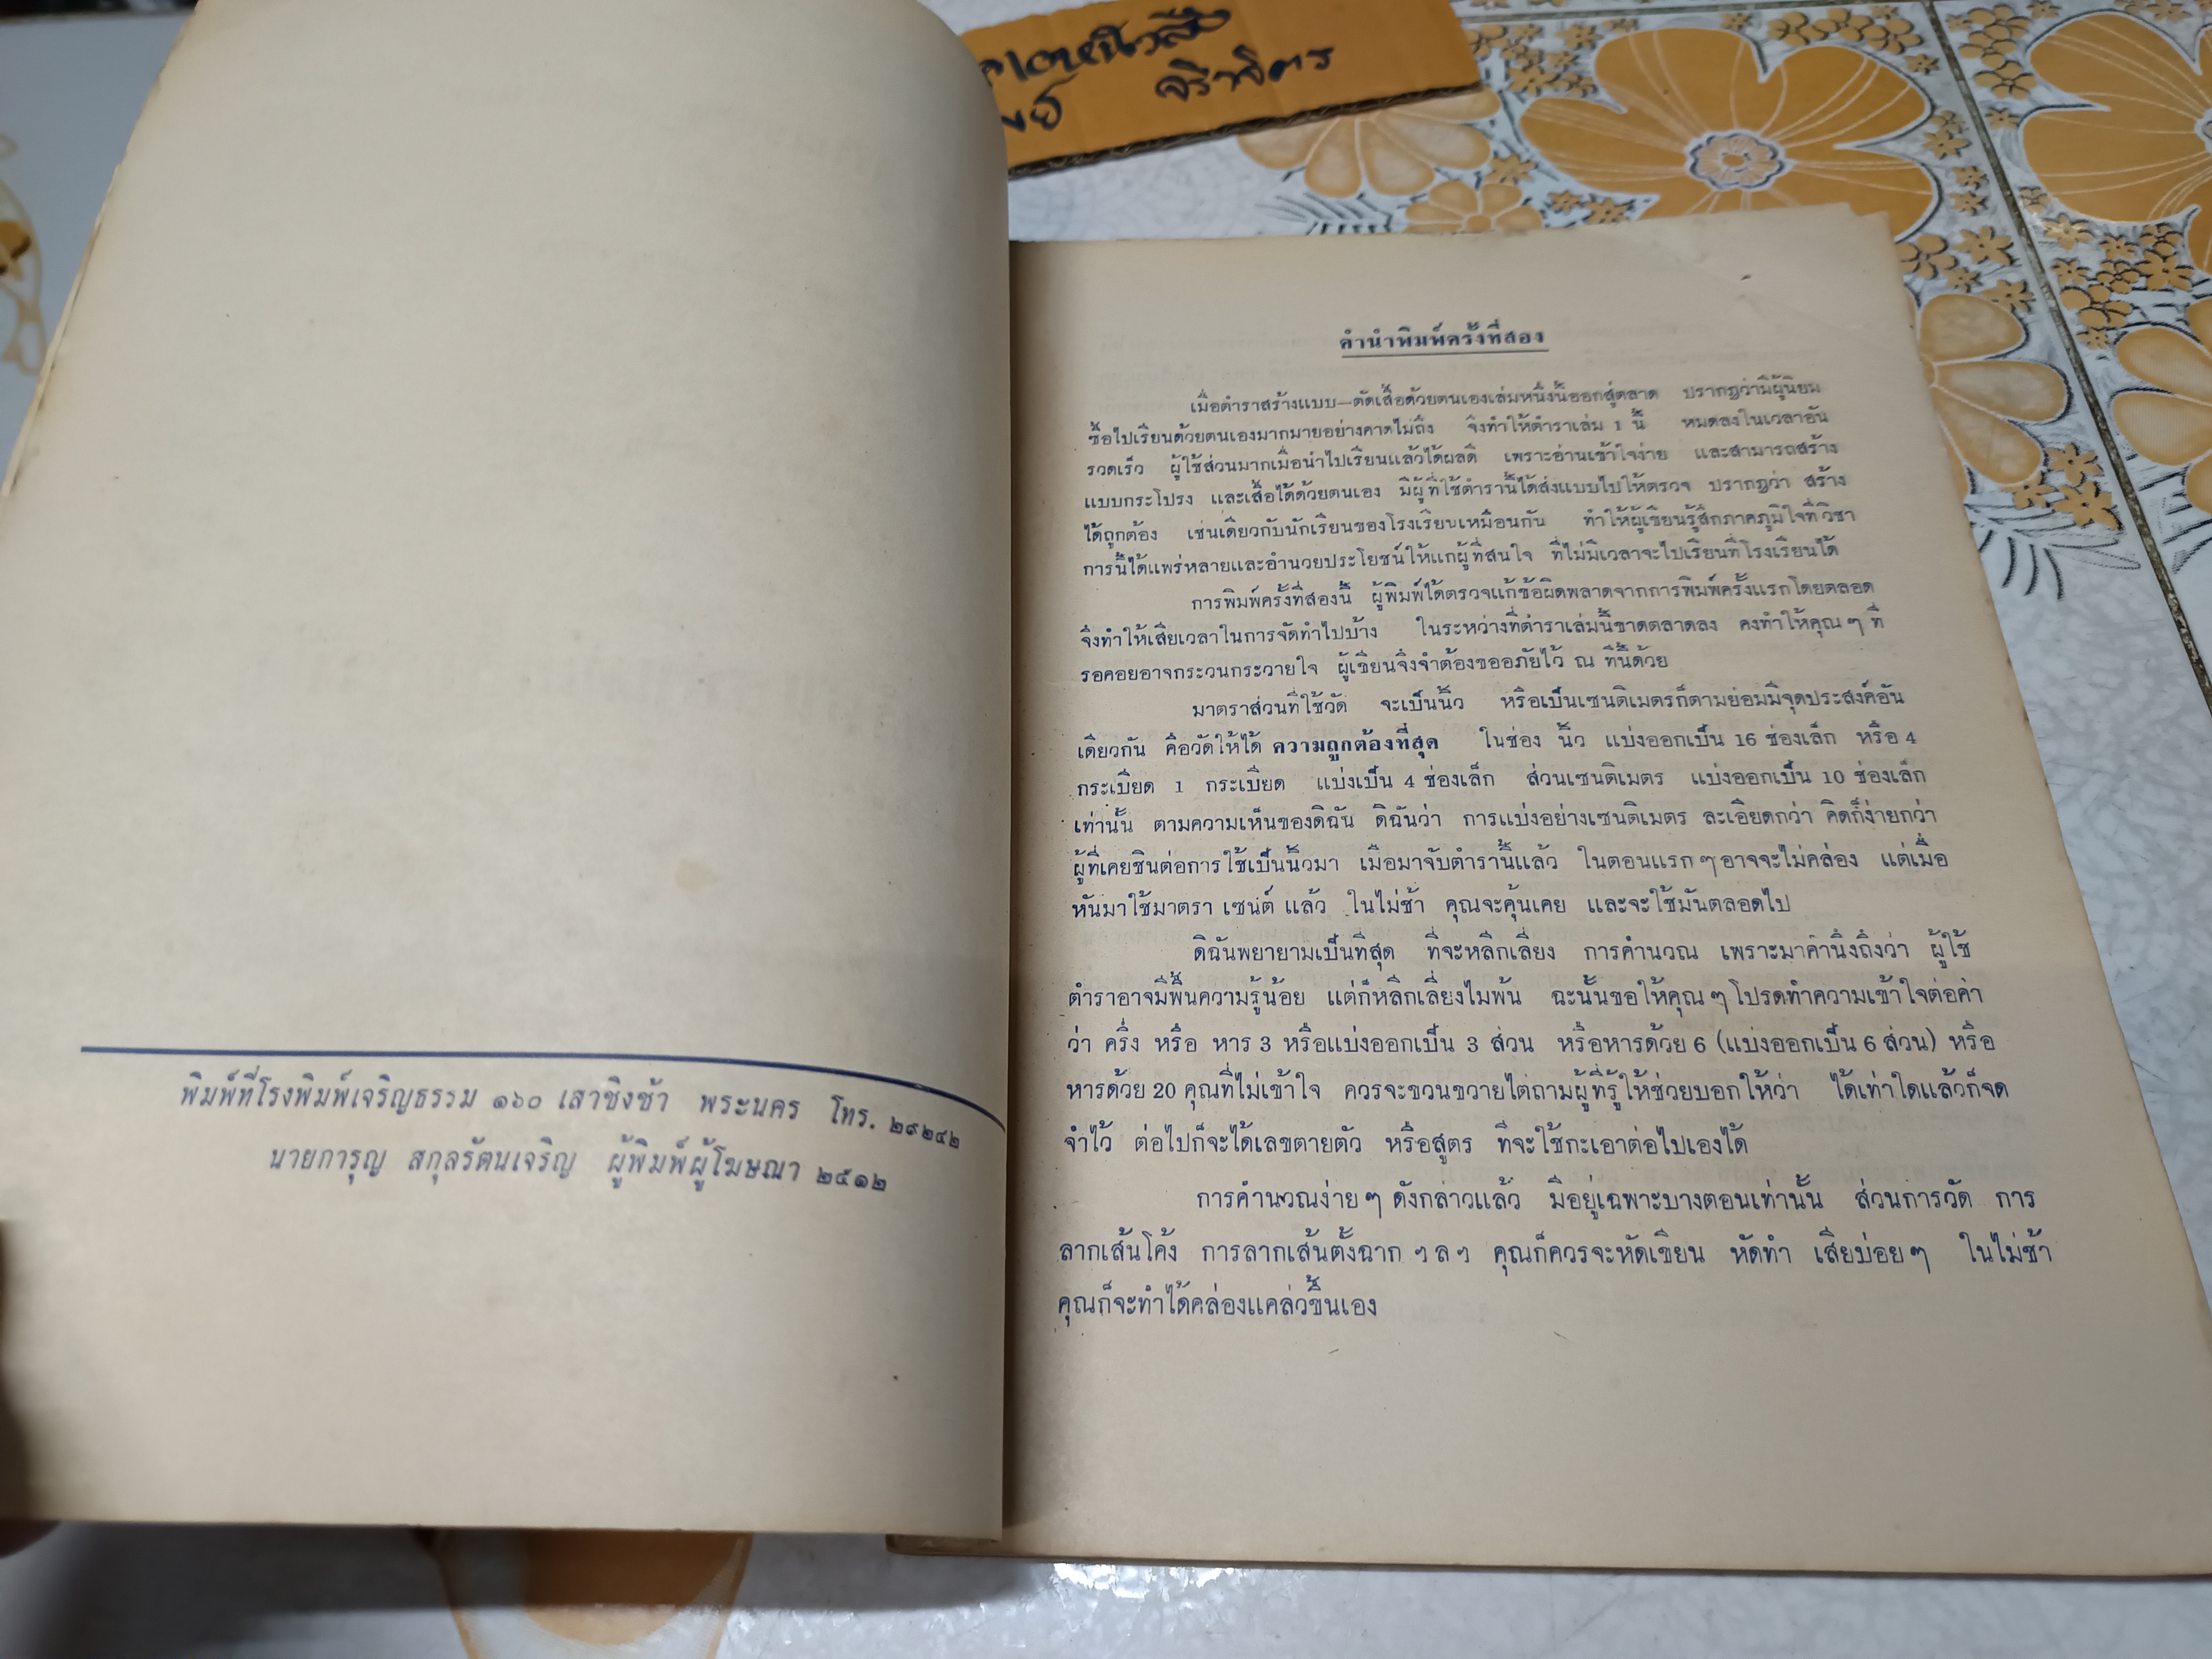 จิราจิตร
พิมพ์ที่โรงพิมพ์เจริญธรรม ๑๖๐ เสาชิงช้า พระนคร โทร. ๒๙๒๔๒
นายการุญ สกุลรัตนเจริญ ผู้พิมพ์ผู้โฆษณา ๒๕๑๒
คำนำพิมพ์ครั้งที่สอง
เมื่อตำราสร้างแบบ—ตัดเสื้อด้วยตนเองเล่มหนึ่งนี้ออกสู่ตลาด ปรากฏว่ามีผู้นิยม
ซื้อไปเรียนด้วยตนเองมากมายอย่างคาดไม่ถึง จึงทำให้ตำราเล่ม 1 นี้ หมดลงในเวลาอัน
รวดเร็ว ผู้ใช้ส่วนมากเมื่อนำไปเรียนแล้วได้ผลดี เพราะอ่านเข้าใจง่าย และสามารถสร้าง
แบบกระโปรง และเสื้อได้ด้วยตนเอง มีผู้ที่ใช้ตำรานี้ได้ส่งแบบไปให้ตรวจ ปรากฏว่า สร้าง
ได้ถูกต้อง เช่นเดียวกับนักเรียนของโรงเรียนเหมือนกัน ทำให้ผู้เขียนรู้สึกภาคภูมิใจที่วิชา
การนี้ได้แพร่หลายและอำนวยประโยชน์ให้แก่ผู้ที่สนใจ ที่ไม่มีเวลาจะไปเรียนที่โรงเรียนได้
การพิมพ์ครั้งที่สองนี้ ผู้พิมพ์ได้ตรวจแก้ข้อผิดพลาดจากการพิมพ์ครั้งแรกโดยตลอด
จึงทำให้เสียเวลาในการจัดทำไปบ้าง ในระหว่างที่ตำราเล่มนี้ขาดตลาดลง คงทำให้คุณ ๆ ที่
รอคอยอาจกระวนกระวายใจ ผู้เขียนจึงจำต้องขออภัยไว้ ณ ที่นี้ด้วย
มาตราส่วนที่ใช้วัด จะเป็นนิ้ว หรือเป็นเซนติเมตรก็ตามย่อมมีจุดประสงค์อัน
เดียวกัน คือวัดให้ได้ ความถูกต้องที่สุด ในช่อง นิ้ว แบ่งออกเป็น 16 ช่องเล็ก หรือ 4
กระเบียด 1 กระเบียด แบ่งเป็น 4 ช่องเล็ก ส่วนเซนติเมตร แบ่งออกเป็น 10 ช่องเล็ก
เท่านั้น ตามความเห็นของดิฉัน ดิฉันว่า การแบ่งอย่างเซนติเมตร ละเอียดกว่า คิดก็ง่ายกว่า
ผู้ที่เคยชินต่อการใช้เป็นนิ้วมา เมื่อมาจับตำรานี้แล้ว ในตอนแรก ๆ อาจจะไม่คล่อง แต่เมื่อ
หันมาใช้มาตรา เซนต์ แล้ว ในไม่ช้า คุณจะคุ้นเคย และจะใช้มันตลอดไป
ดิฉันพยายามเป็นที่สุด ที่จะหลีกเลี่ยง การคำนวณ เพราะมาคำนึงถึงว่า ผู้ใช้
ตำราอาจมีพื้นความรู้น้อย แต่ก็หลีกเลี่ยงไม่พ้น ฉะนั้นขอให้คุณ ๆ โปรดทำความเข้าใจต่อคำ
ว่า ครึ่ง หรือ หาร 3 หรือแบ่งออกเป็น 3 ส่วน หรือหารด้วย 6 (แบ่งออกเป็น 6 ส่วน) หรือ
หารด้วย 20 คุณที่ไม่เข้าใจ ควรจะขวนขวายไต่ถามผู้ที่รู้ให้ช่วยบอกให้ว่า ได้เท่าใดแล้วก็จด
จำไว้ ต่อไปก็จะได้เลขตายตัว หรือสูตร ที่จะใช้กะเอาต่อไปเองได้
การคำนวณง่าย ๆ ดังกล่าวแล้ว มีอยู่เฉพาะบางตอนเท่านั้น ส่วนการวัด การ
ลากเส้นโค้ง การลากเส้นตั้งฉาก ฯ ล ฯ คุณก็ควรจะหัดเขียน หัดทำ เสียบ่อย ๆ ในไม่ช้า
คุณก็จะทำได้คล่องแคล่วขึ้นเอง